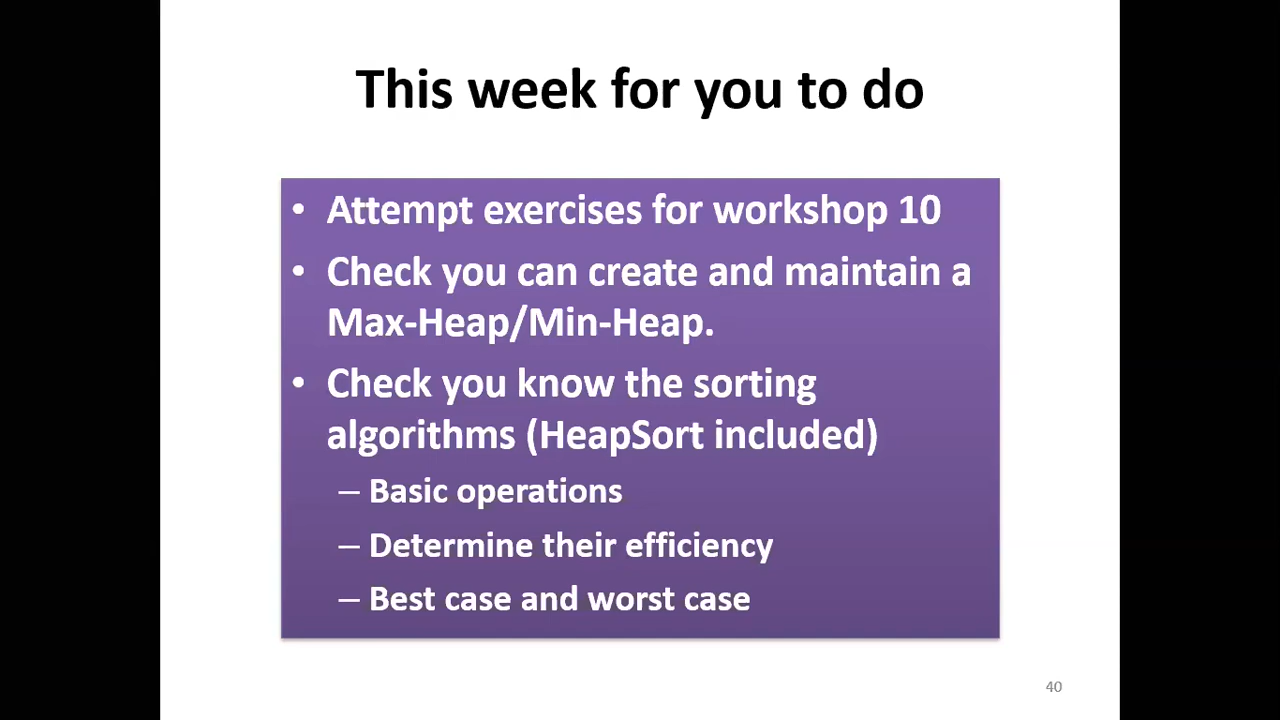 This week for you to do
• Attempt exercises for workshop 10
• Check you can create and maintain a
Max-Heap/Min-Heap.
• Check you know the sorting
algorithms (HeapSort included)
– Basic operations
– Determine their efficiency
– Best case and worst case
40